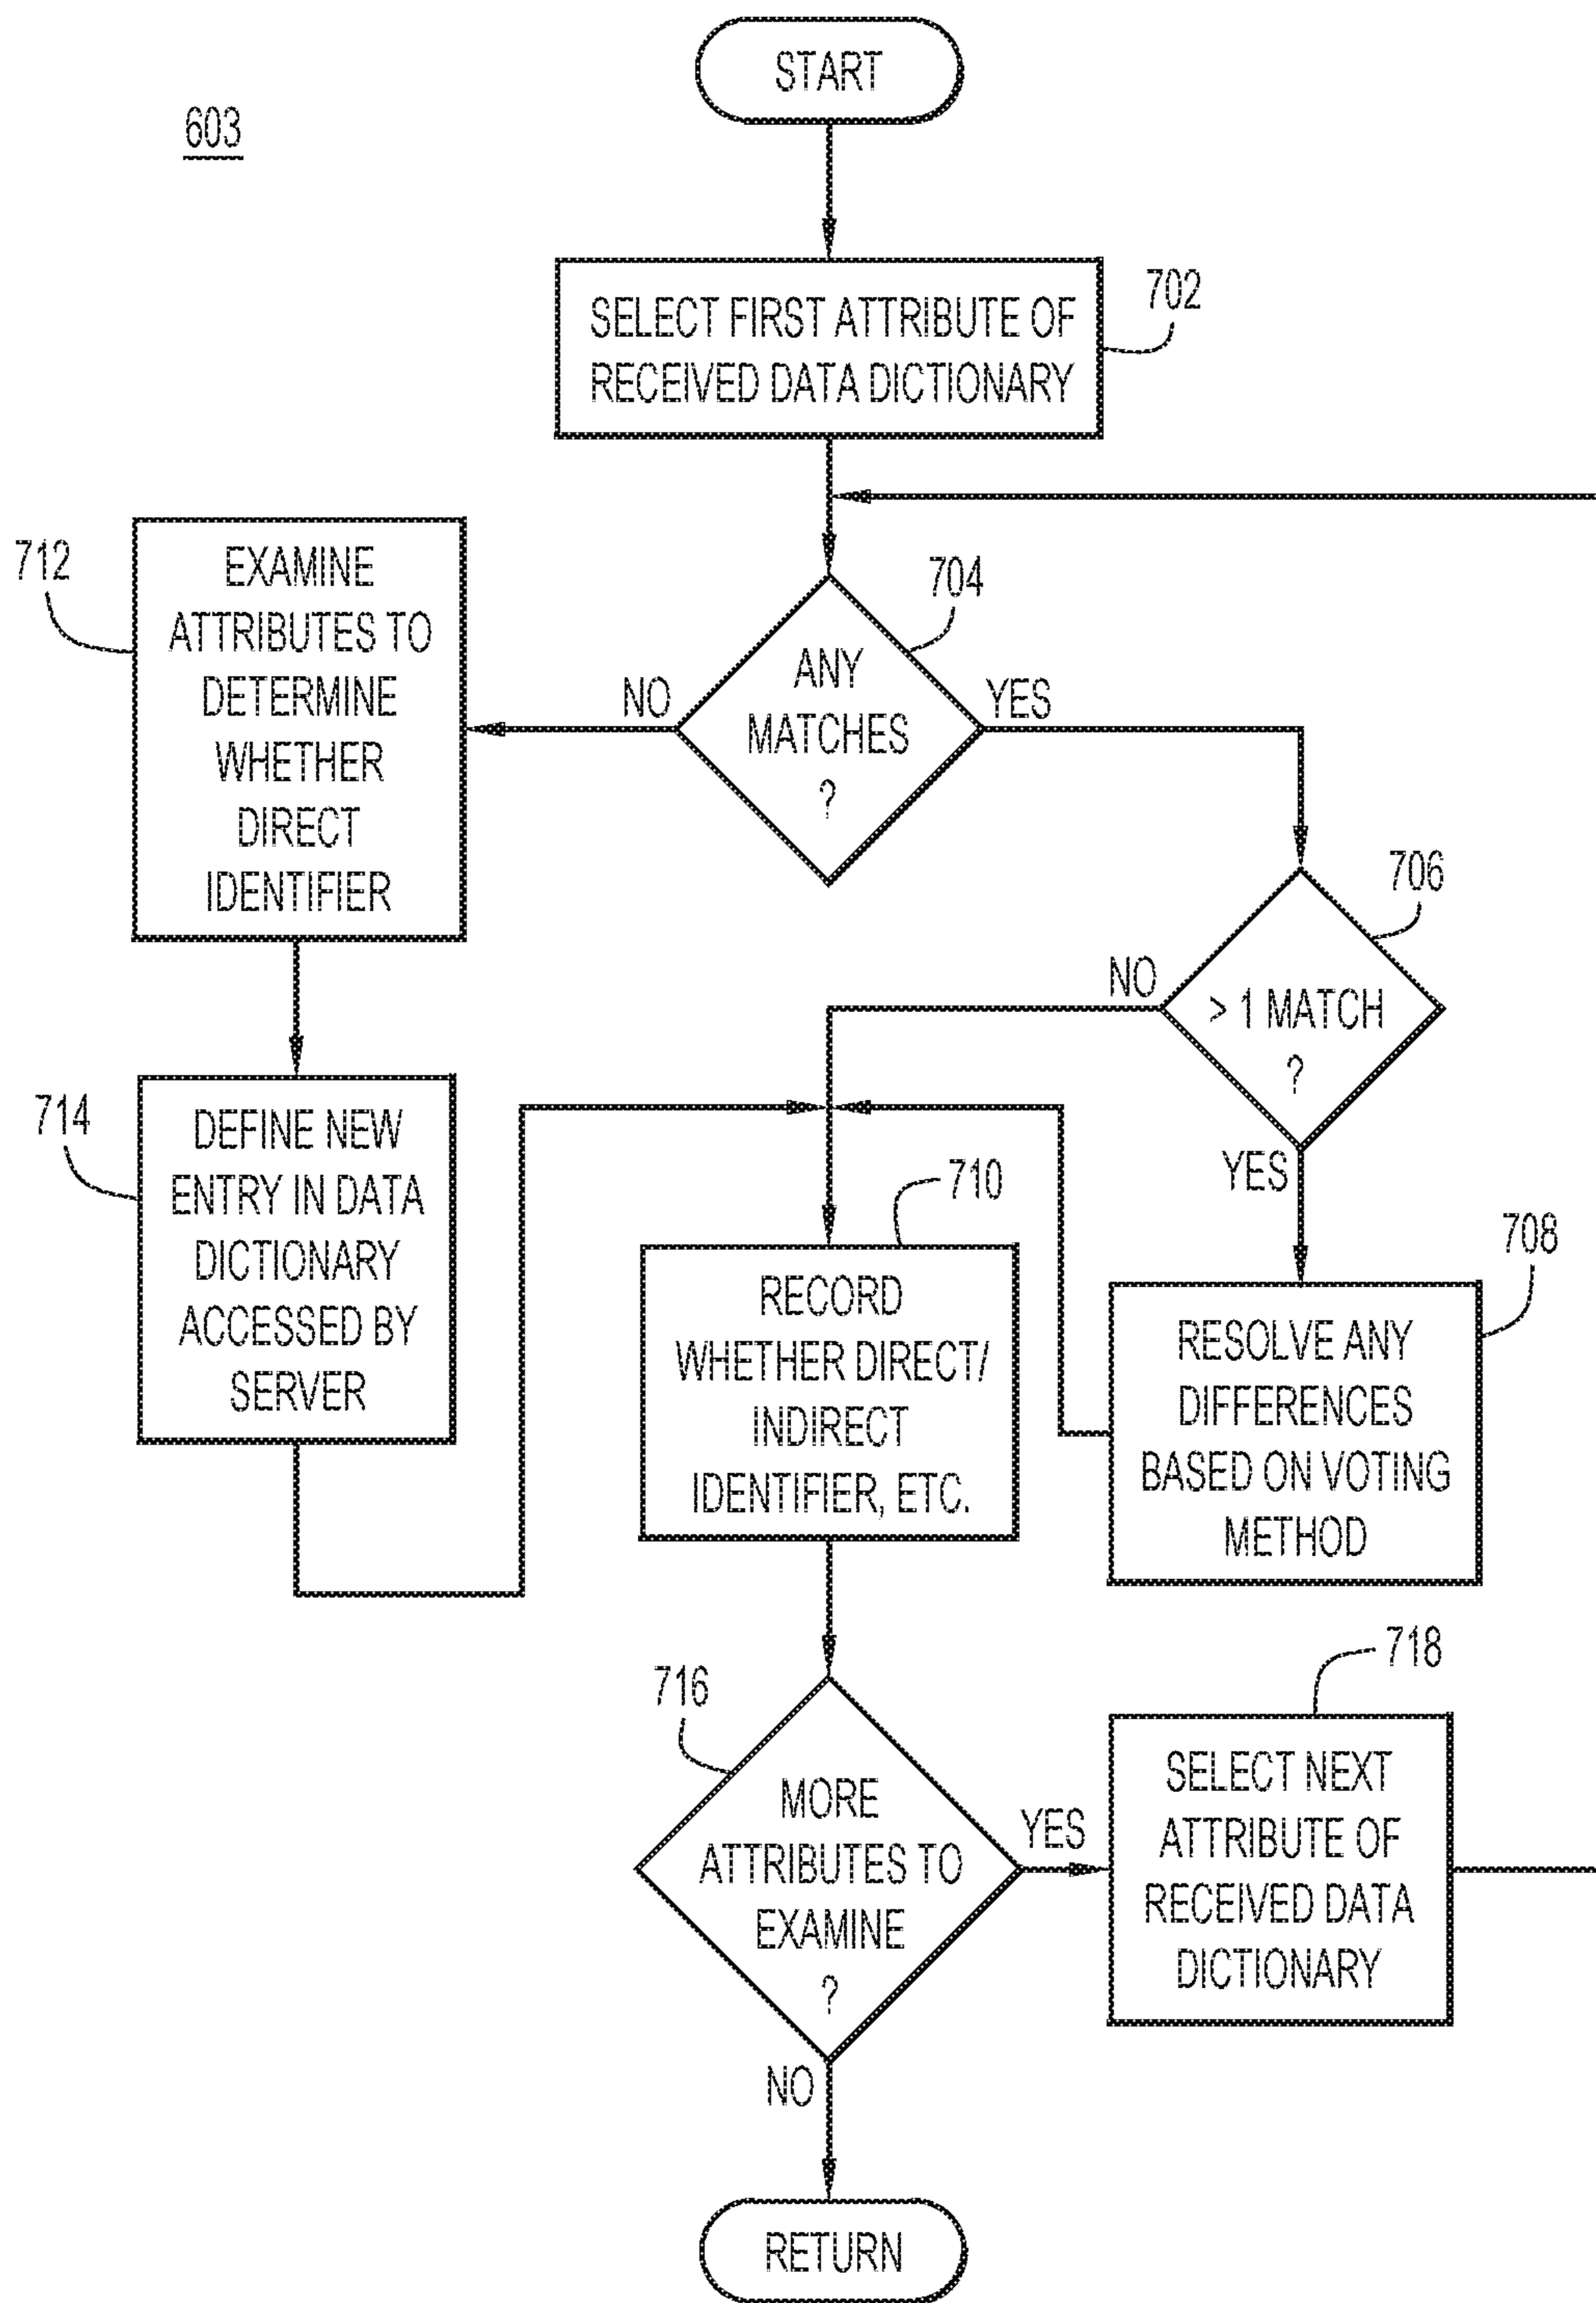 START
603
702
SELECT FIRST ATTRIBUTE OF
RECEIVED DATA DICTIONARY
712
EXAMINE
ATTRIBUTES TO
DETERMINE
WHETHER
DIRECT
IDENTIFIER
704
ANY
MATCHES
?
NO
YES
706
> 1 MATCH
?
NO
YES
714
DEFINE NEW
ENTRY IN DATA
DICTIONARY
ACCESSED BY
SERVER
710
RECORD
WHETHER DIRECT/
INDIRECT
IDENTIFIER, ETC.
708
RESOLVE ANY
DIFFERENCES
BASED ON VOTING
METHOD
716
MORE
ATTRIBUTES TO
EXAMINE
?
YES
NO
718
SELECT NEXT
ATTRIBUTE OF
RECEIVED DATA
DICTIONARY
RETURN